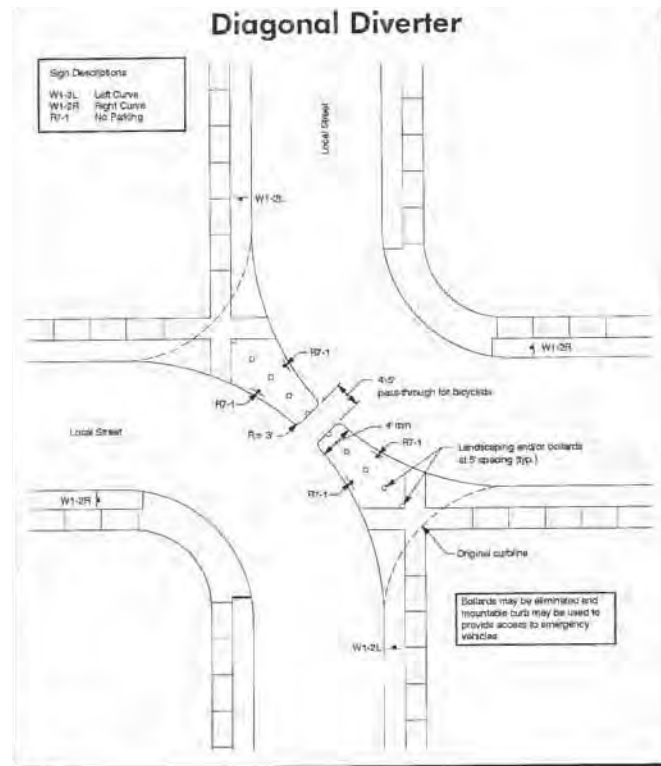 Diagonal Diverter
Sign Descriptions
W1-2L Left Curve
W1-2R Right Curve
R7-1 No Parking
Local Street
W1-2L
W1-2R
R7-1
R7-1
4'-5'
pass-through for bicyclists
R= 3'
4' min
R7-1
Local Street
Landscaping and/or bollards
at 5' spacing (typ.)
R7-1
W1-2R
Original curbline
Bollards may be eliminated and
mountable curb may be used to
provide access to emergency
vehicles
W1-2L